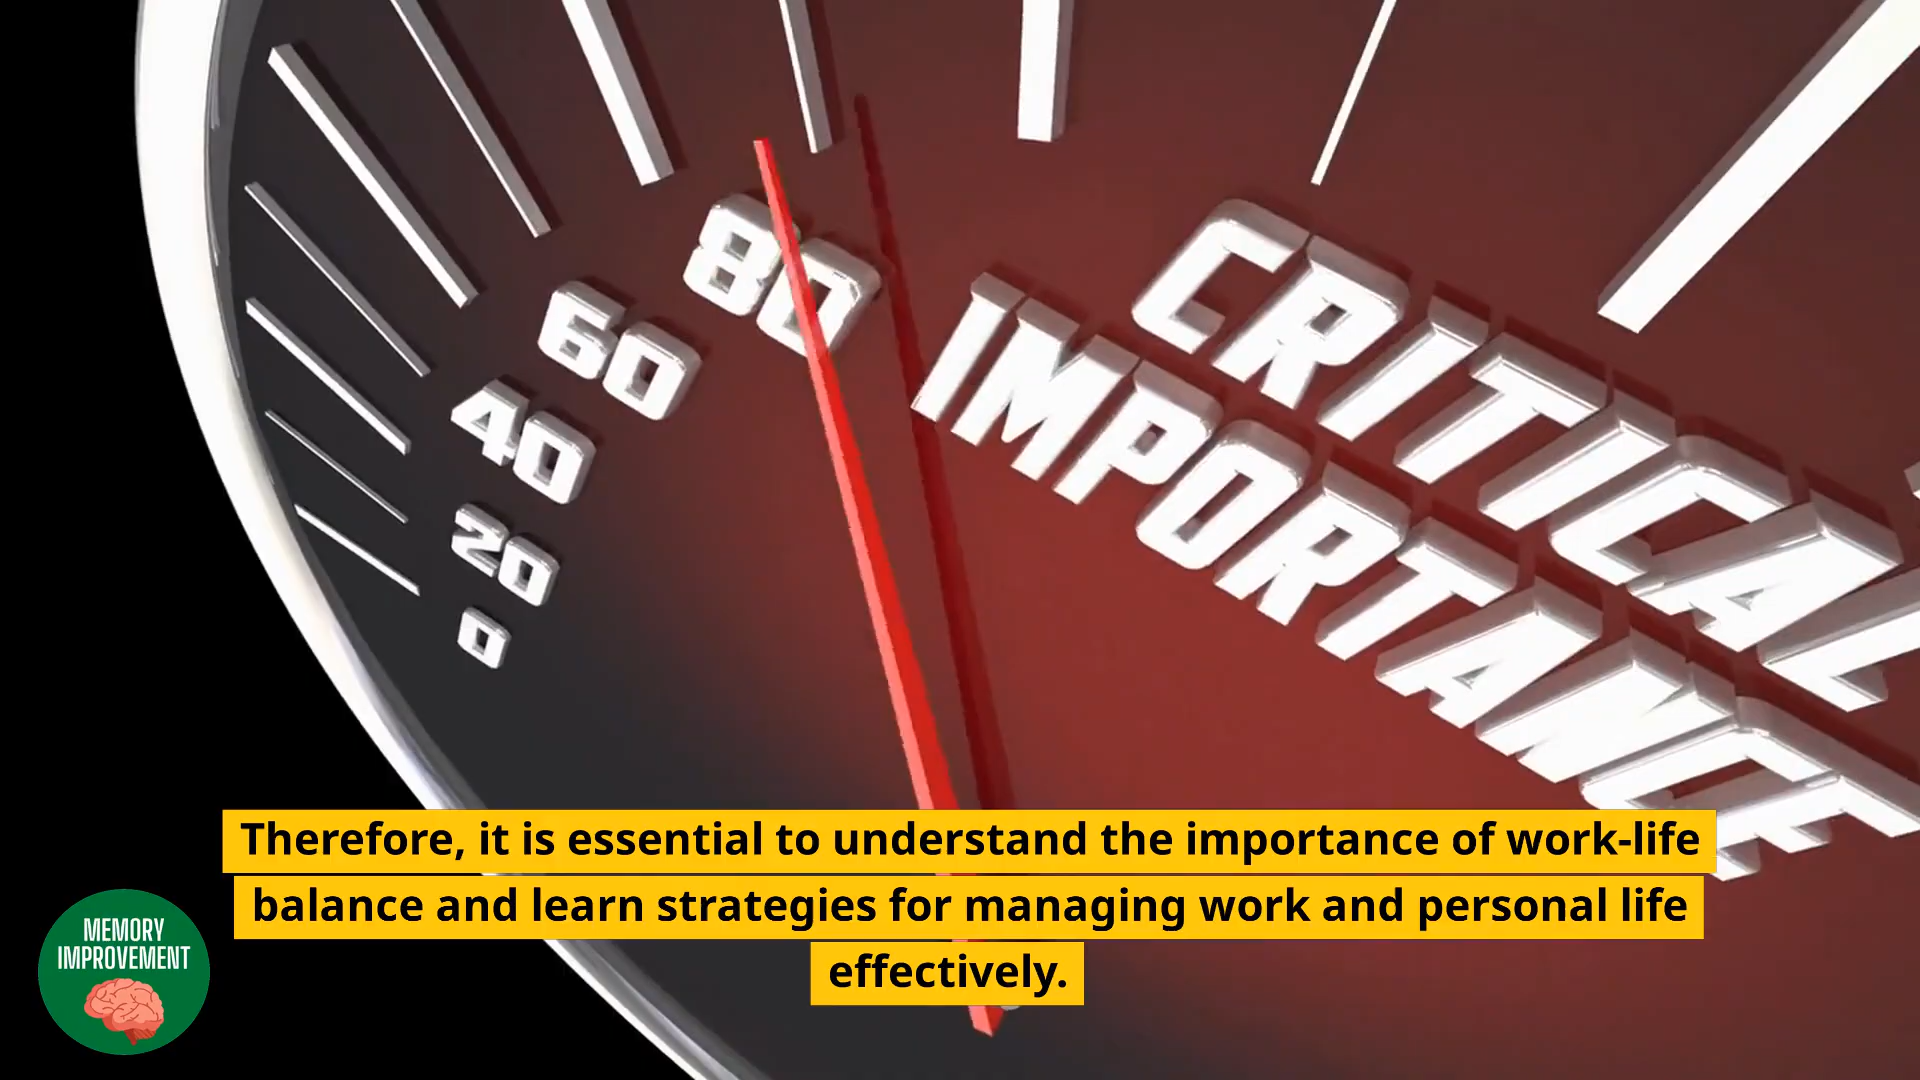 80
60
40
20
0
CRITICAL
IMPORTANCE
Therefore, it is essential to understand the importance of work-life
balance and learn strategies for managing work and personal life
effectively.
MEMORY
IMPROVEMENT